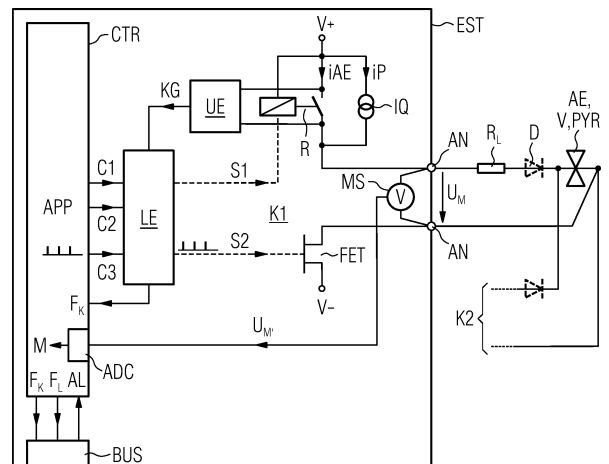 V+
EST
CTR
iAE
iP
KG
UE
IQ
AE,
V,PYR
R
AN
R_L
D
C1
S1
MS
V
U_M
APP
C2
LE
K1
S2
C3
FET
AN
F_K
V−
K2
U_M'
M
ADC
F_K F_L AL
BUS